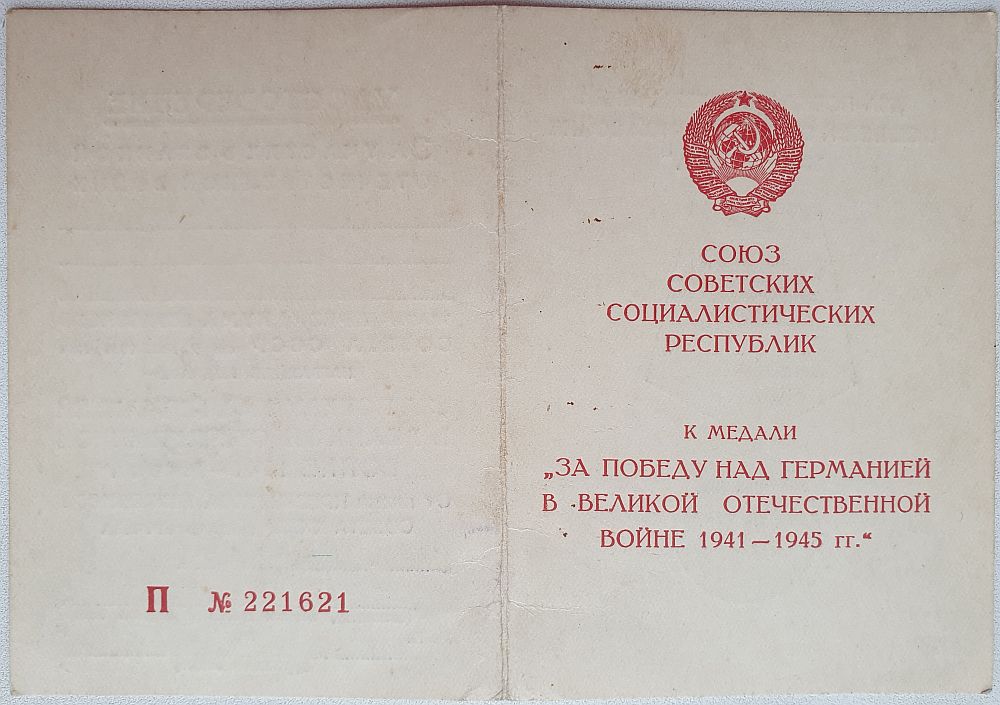 П № 221621
СОЮЗ
СОВЕТСКИХ
СОЦИАЛИСТИЧЕСКИХ
РЕСПУБЛИК
К МЕДАЛИ
„ЗА ПОБЕДУ НАД ГЕРМАНИЕЙ
В ВЕЛИКОЙ ОТЕЧЕСТВЕННОЙ
ВОЙНЕ 1941—1945 гг.“